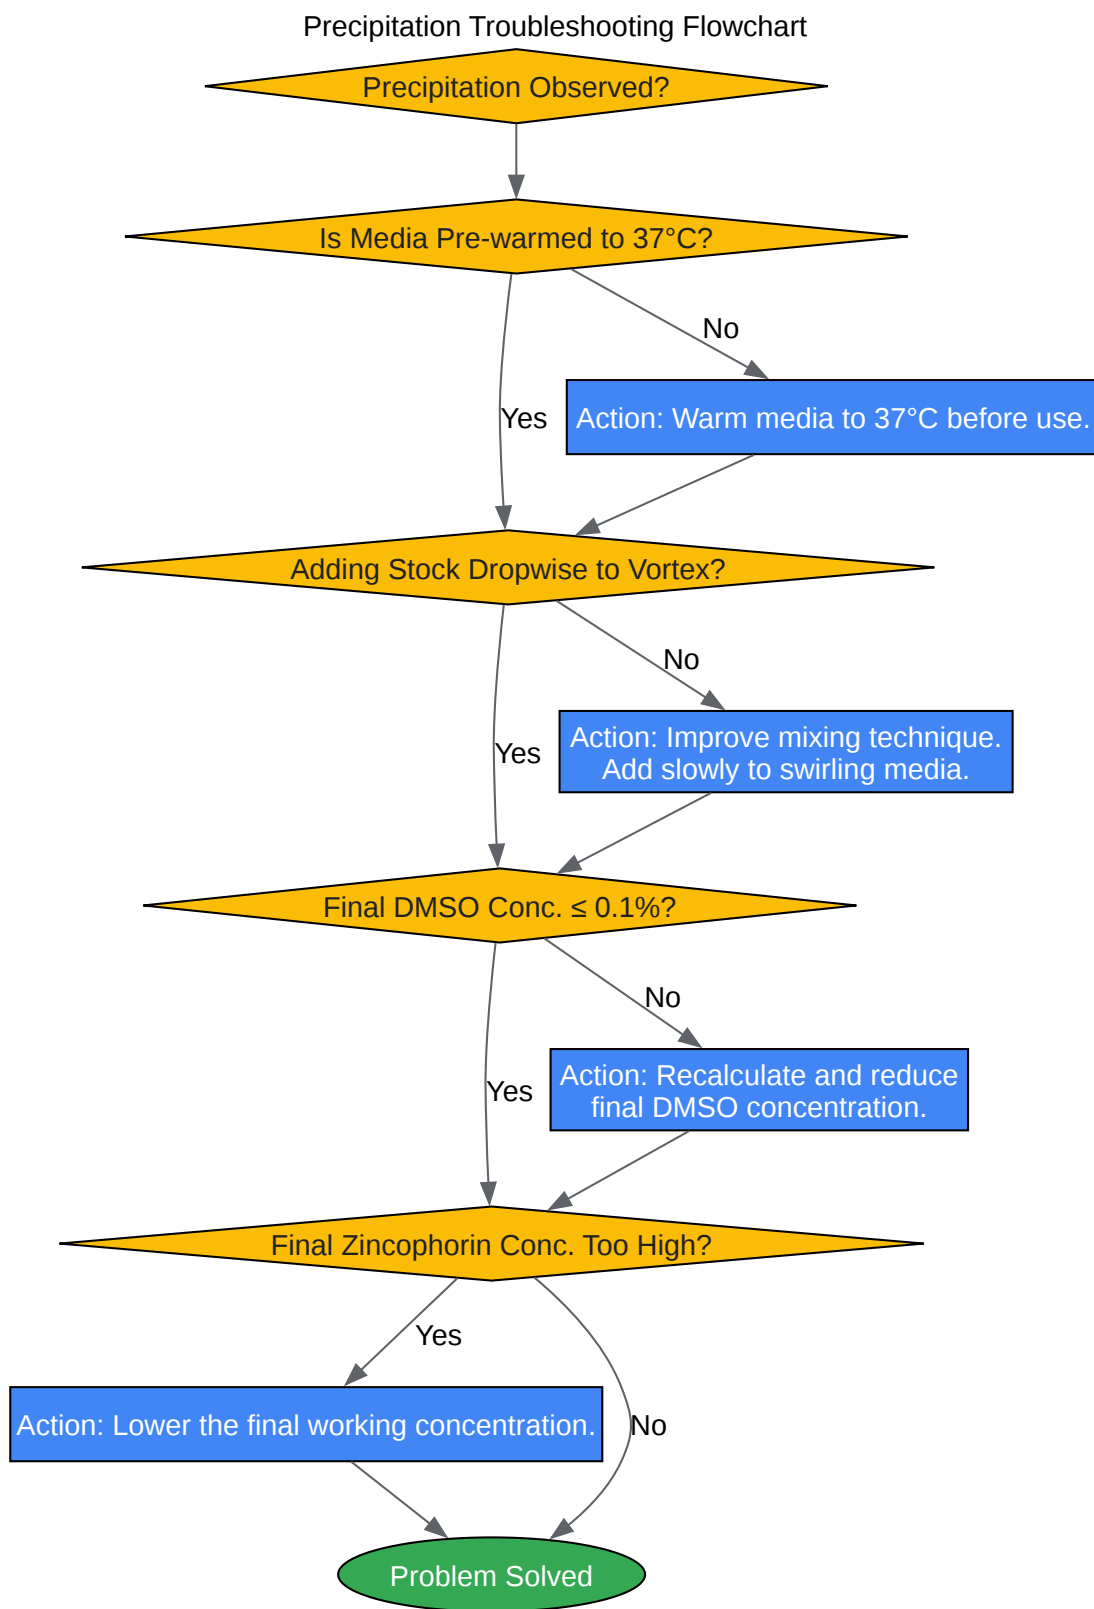 Precipitation Troubleshooting Flowchart
Precipitation Observed?
Is Media Pre-warmed to 37°C?
No
Yes
Action: Warm media to 37°C before use.
Adding Stock Dropwise to Vortex?
No
Yes
Action: Improve mixing technique.
Add slowly to swirling media.
Final DMSO Conc. ≤ 0.1%?
No
Yes
Action: Recalculate and reduce
final DMSO concentration.
Final Zincophorin Conc. Too High?
Yes
Action: Lower the final working concentration.
No
Problem Solved